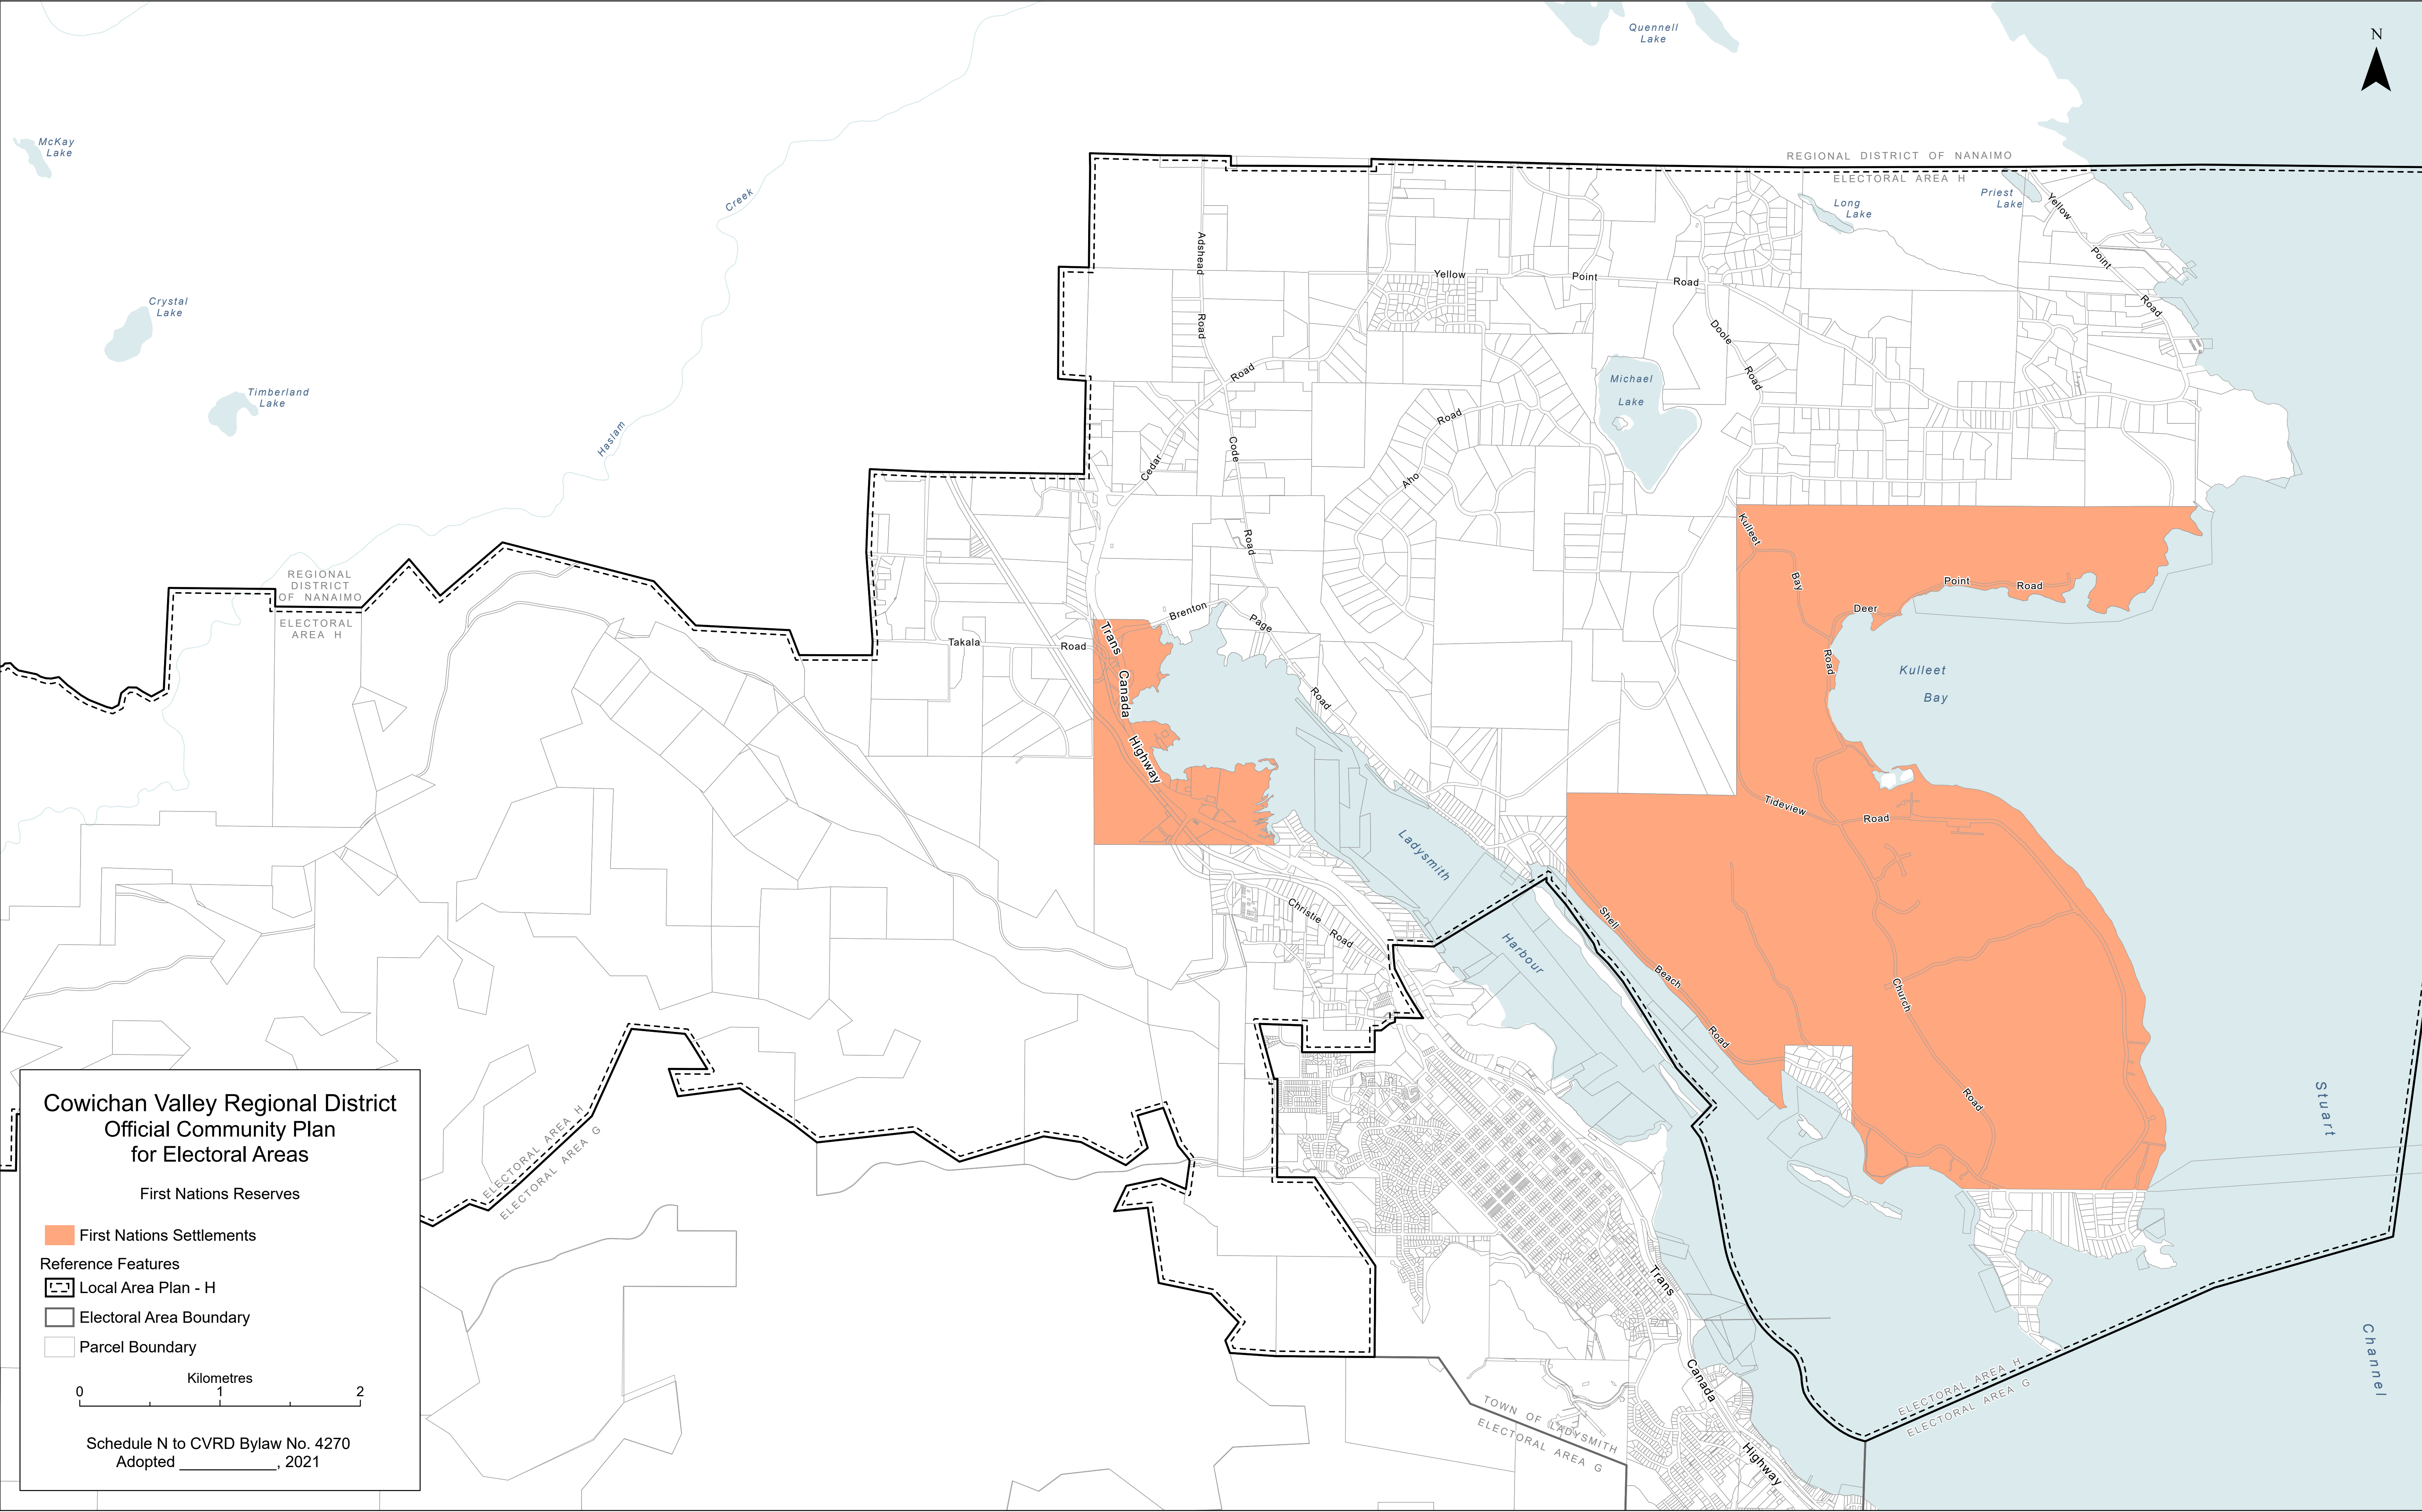 Quennell
Lake
N
McKay
Lake
REGIONAL DISTRICT OF NANAIMO
ELECTORAL AREA H
Creek
Long
Lake
Priest
Lake
Yellow
Point
Road
Adshead
Road
Yellow
Point
Road
Crystal
Lake
Doole
Road
Road
Michael
Lake
Timberland
Lake
Haslam
Cedar
Code
Road
Road
Aho
Kulleet
Bay
Road
REGIONAL
DISTRICT
OF NANAIMO
ELECTORAL
AREA H
Point
Road
Deer
Brenton
Page
Road
Takala
Road
Trans
Canada
Highway
Kulleet
Bay
Tideview
Road
Ladysmith
Harbour
Christie
Road
Shell
Beach
Road
Church
Road
Stuart
Channel
ELECTORAL AREA H
ELECTORAL AREA G
Trans
Canada
Highway
ELECTORAL AREA H
ELECTORAL AREA G
TOWN OF LADYSMITH
ELECTORAL AREA G
Cowichan Valley Regional District
Official Community Plan
for Electoral Areas
First Nations Reserves
First Nations Settlements
Reference Features
Local Area Plan - H
Electoral Area Boundary
Parcel Boundary
Kilometres
0 1 2
Schedule N to CVRD Bylaw No. 4270
Adopted ____________, 2021